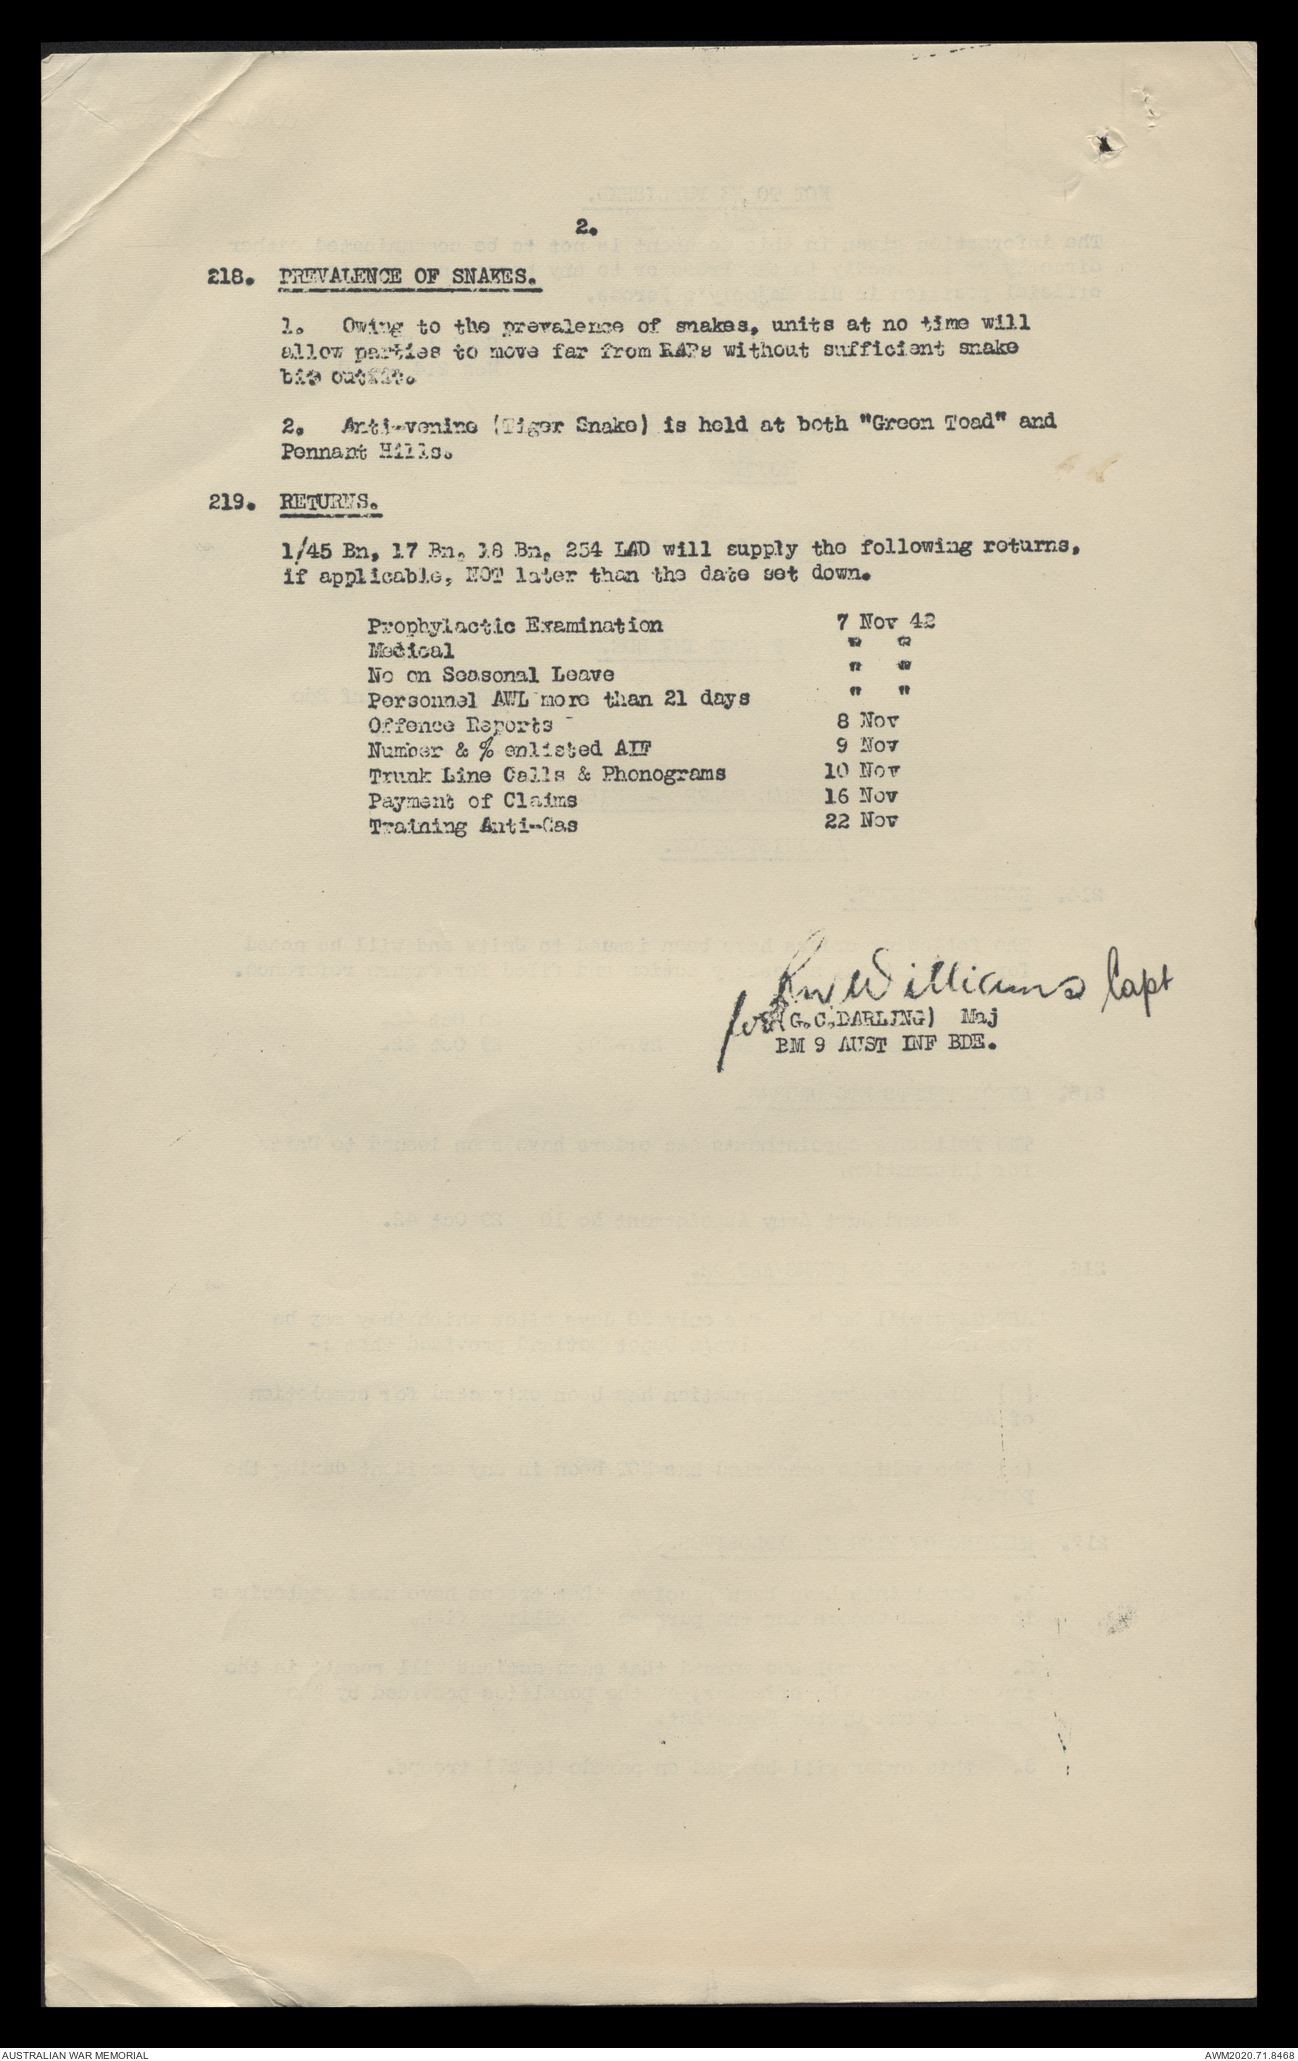 2.
218. PREVALENCE OF SNAKES.
1. Owing to the prevalence of snakes, units at no time will
allow parties to move far from RAPs without sufficient snake
bite outfit.
2. Anti-venine (Tiger Snake) is held at both "Green Toad" and
Pennant Hills.
219. RETURNS.
1/45 Bn, 17 Bn, 18 Bn, 254 LAD will supply the following returns,
if applicable, NOT later than the date set down.
Prophylactic Examination 7 Nov 42
Medical " "
No on Seasonal Leave " "
Personnel AWL more than 21 days " "
Offence Reports - 8 Nov
Number & % enlisted AIF 9 Nov
Trunk Line Calls & Phonograms 10 Nov
Payment of Claims 16 Nov
Training Anti-Gas 22 Nov
Williams Capt
for (G.C.DARLING) Maj
BM 9 AUST INF BDE.
AUSTRALIAN WAR MEMORIAL
AWM2020.71.8468